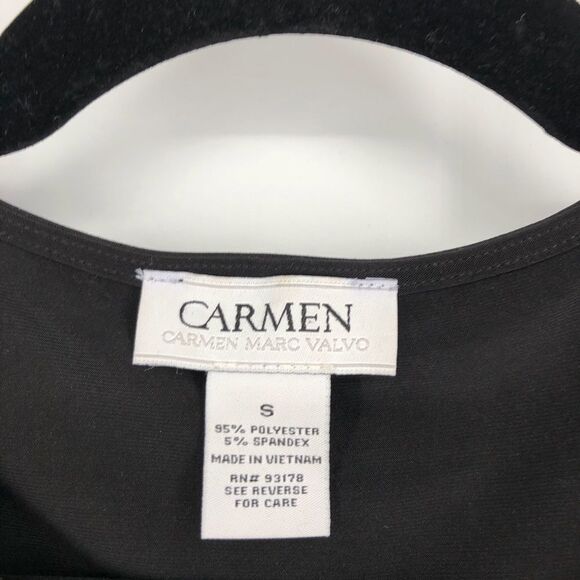 CARMEN
CARMEN MARC VALVO
S
95% POLYESTER
5% SPANDEX
MADE IN VIETNAM
RN# 93178
SEE REVERSE
FOR CARE